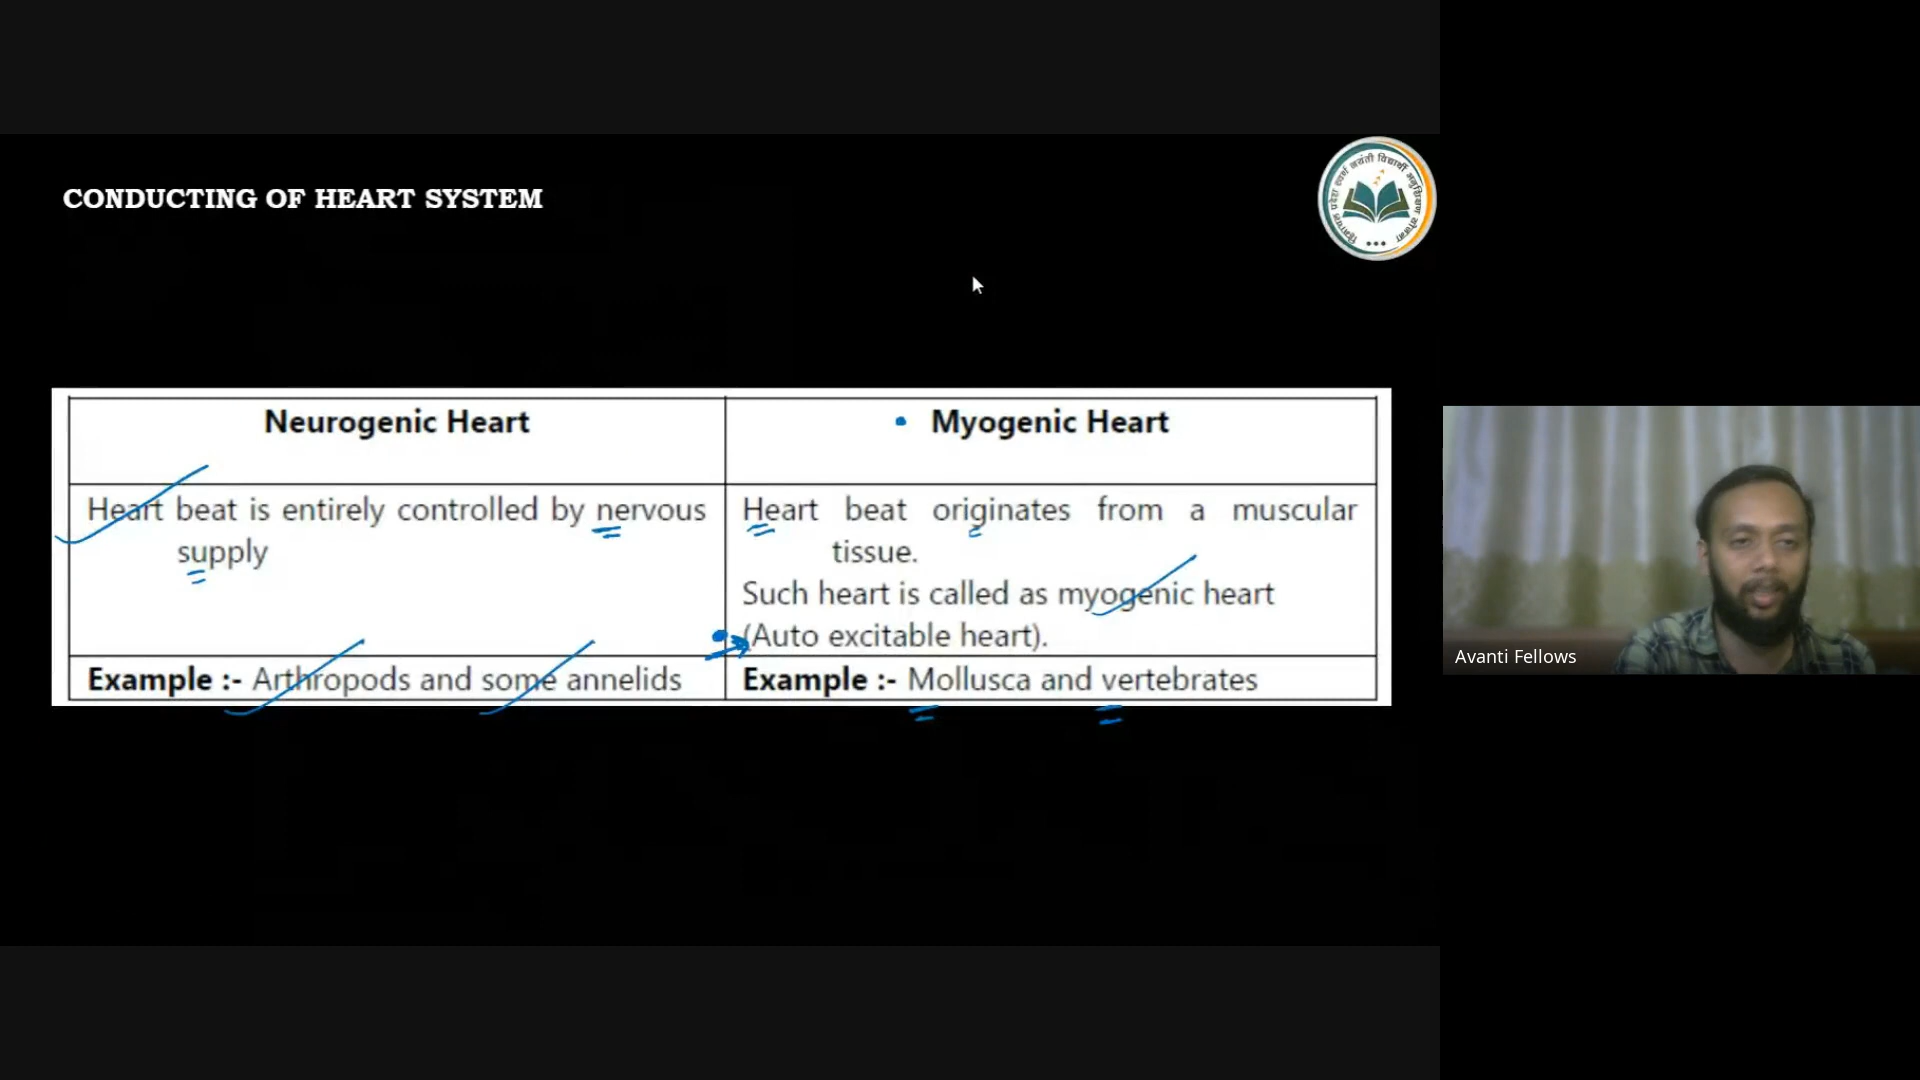 CONDUCTING OF HEART SYSTEM
Neurogenic Heart
Heart beat is entirely controlled by nervous
supply
Example :- Arthropods and some annelids
• Myogenic Heart
Heart beat originates from a muscular
tissue.
Such heart is called as myogenic heart
(Auto excitable heart).
Example :- Mollusca and vertebrates
Avanti Fellows